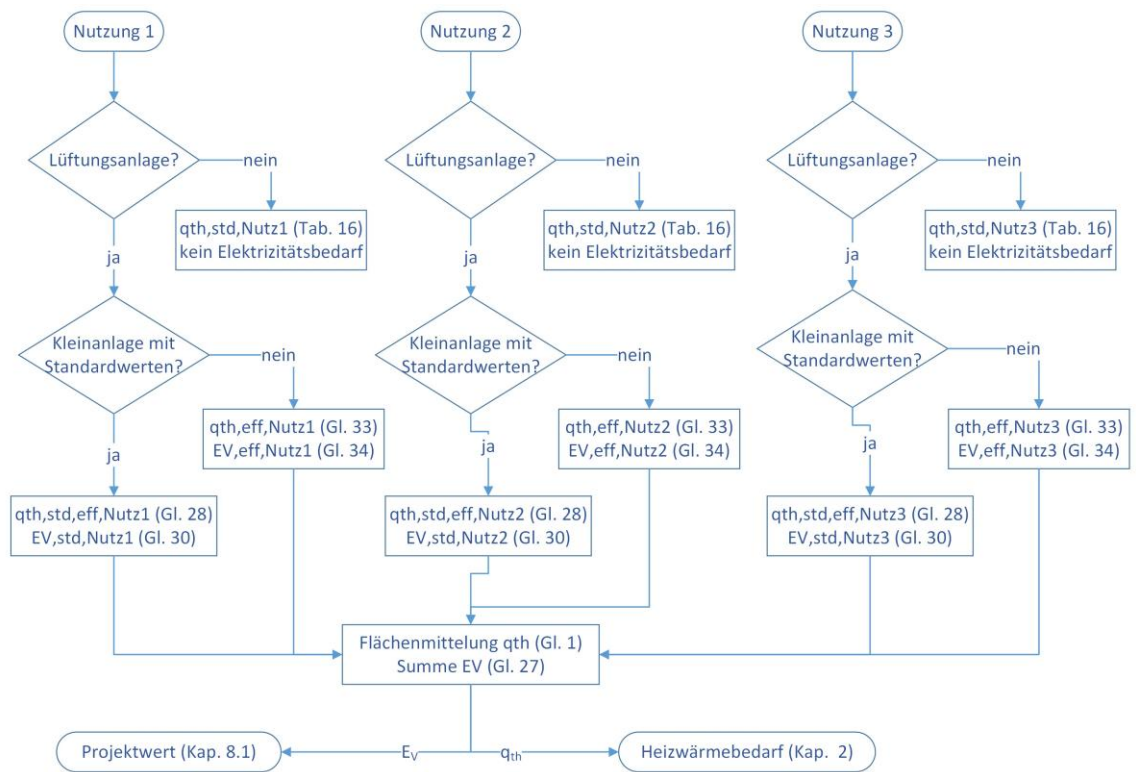 Nutzung 1
Nutzung 2
Nutzung 3
Lüftungsanlage?
nein
Lüftungsanlage?
nein
Lüftungsanlage?
nein
qth,std,Nutz1 (Tab. 16)
kein Elektrizitätsbedarf
qth,std,Nutz2 (Tab. 16)
kein Elektrizitätsbedarf
qth,std,Nutz3 (Tab. 16)
kein Elektrizitätsbedarf
ja
ja
ja
Kleinanlage mit
Standardwerten?
nein
Kleinanlage mit
Standardwerten?
nein
Kleinanlage mit
Standardwerten?
nein
qth,eff,Nutz1 (Gl. 33)
EV,eff,Nutz1 (Gl. 34)
qth,eff,Nutz2 (Gl. 33)
EV,eff,Nutz2 (Gl. 34)
qth,eff,Nutz3 (Gl. 33)
EV,eff,Nutz3 (Gl. 34)
ja
ja
ja
qth,std,eff,Nutz1 (Gl. 28)
EV,std,Nutz1 (Gl. 30)
qth,std,eff,Nutz2 (Gl. 28)
EV,std,Nutz2 (Gl. 30)
qth,std,eff,Nutz3 (Gl. 28)
EV,std,Nutz3 (Gl. 30)
Flächenmittelung qth (Gl. 1)
Summe EV (Gl. 27)
Projektwert (Kap. 8.1)
EV
qth
Heizwärmebedarf (Kap. 2)